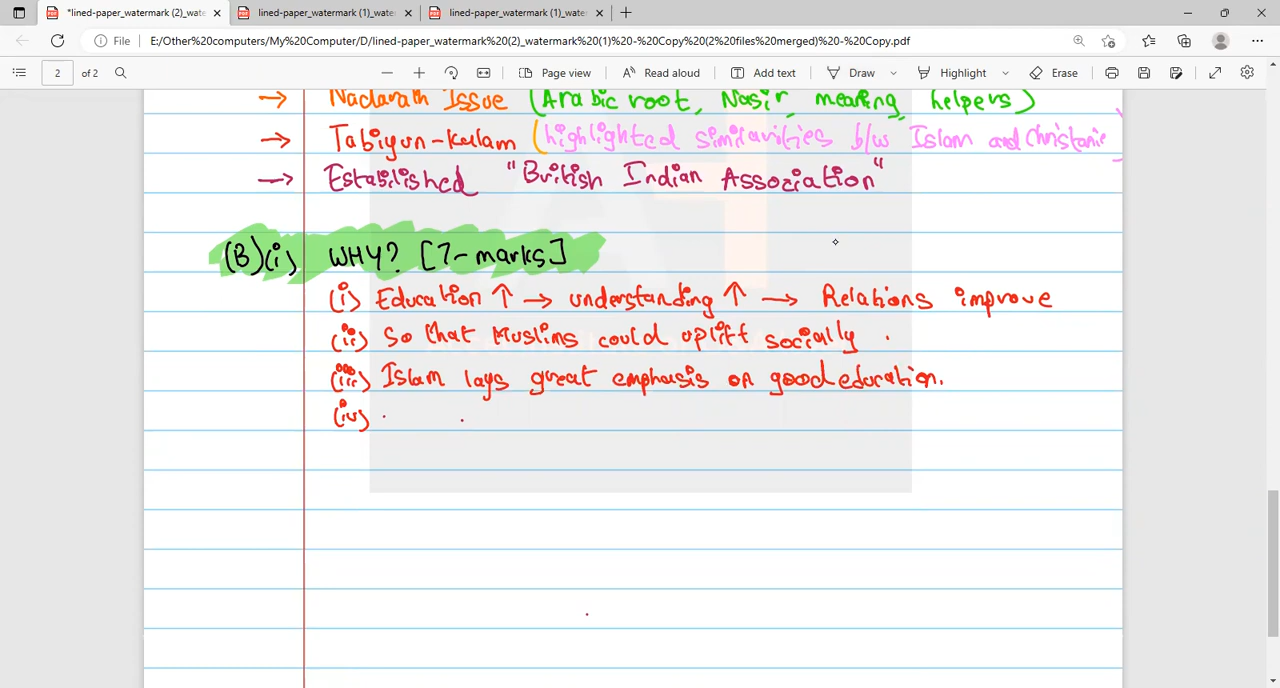 *lined-paper_watermark (2)_wate
lined-paper_watermark (1)_wate
lined-paper_watermark (1)_wate
File
E:/Other%20computers/My%20Computer/D/lined-paper_watermark%20(2)_watermark%20(1)%20-%20Copy%20(2%20files%20merged)%20-%20Copy.pdf
2 of 2
Page view
Read aloud
Add text
Draw
Highlight
Erase
→ Nadarath Issue (Arabic root, Nasir, meaning, helpers)
→ Tabiyun-Kullam (highlighted similarities b/w Islam and Christanie)
→ Established "British Indian Association"
(B)(i) WHY? [7-marks]
(i) Education ↑ → understanding ↑ → Relations improve
(ii) So that Muslims could uplift socially .
(iii) Islam lays great emphasis on good education.
(iv)